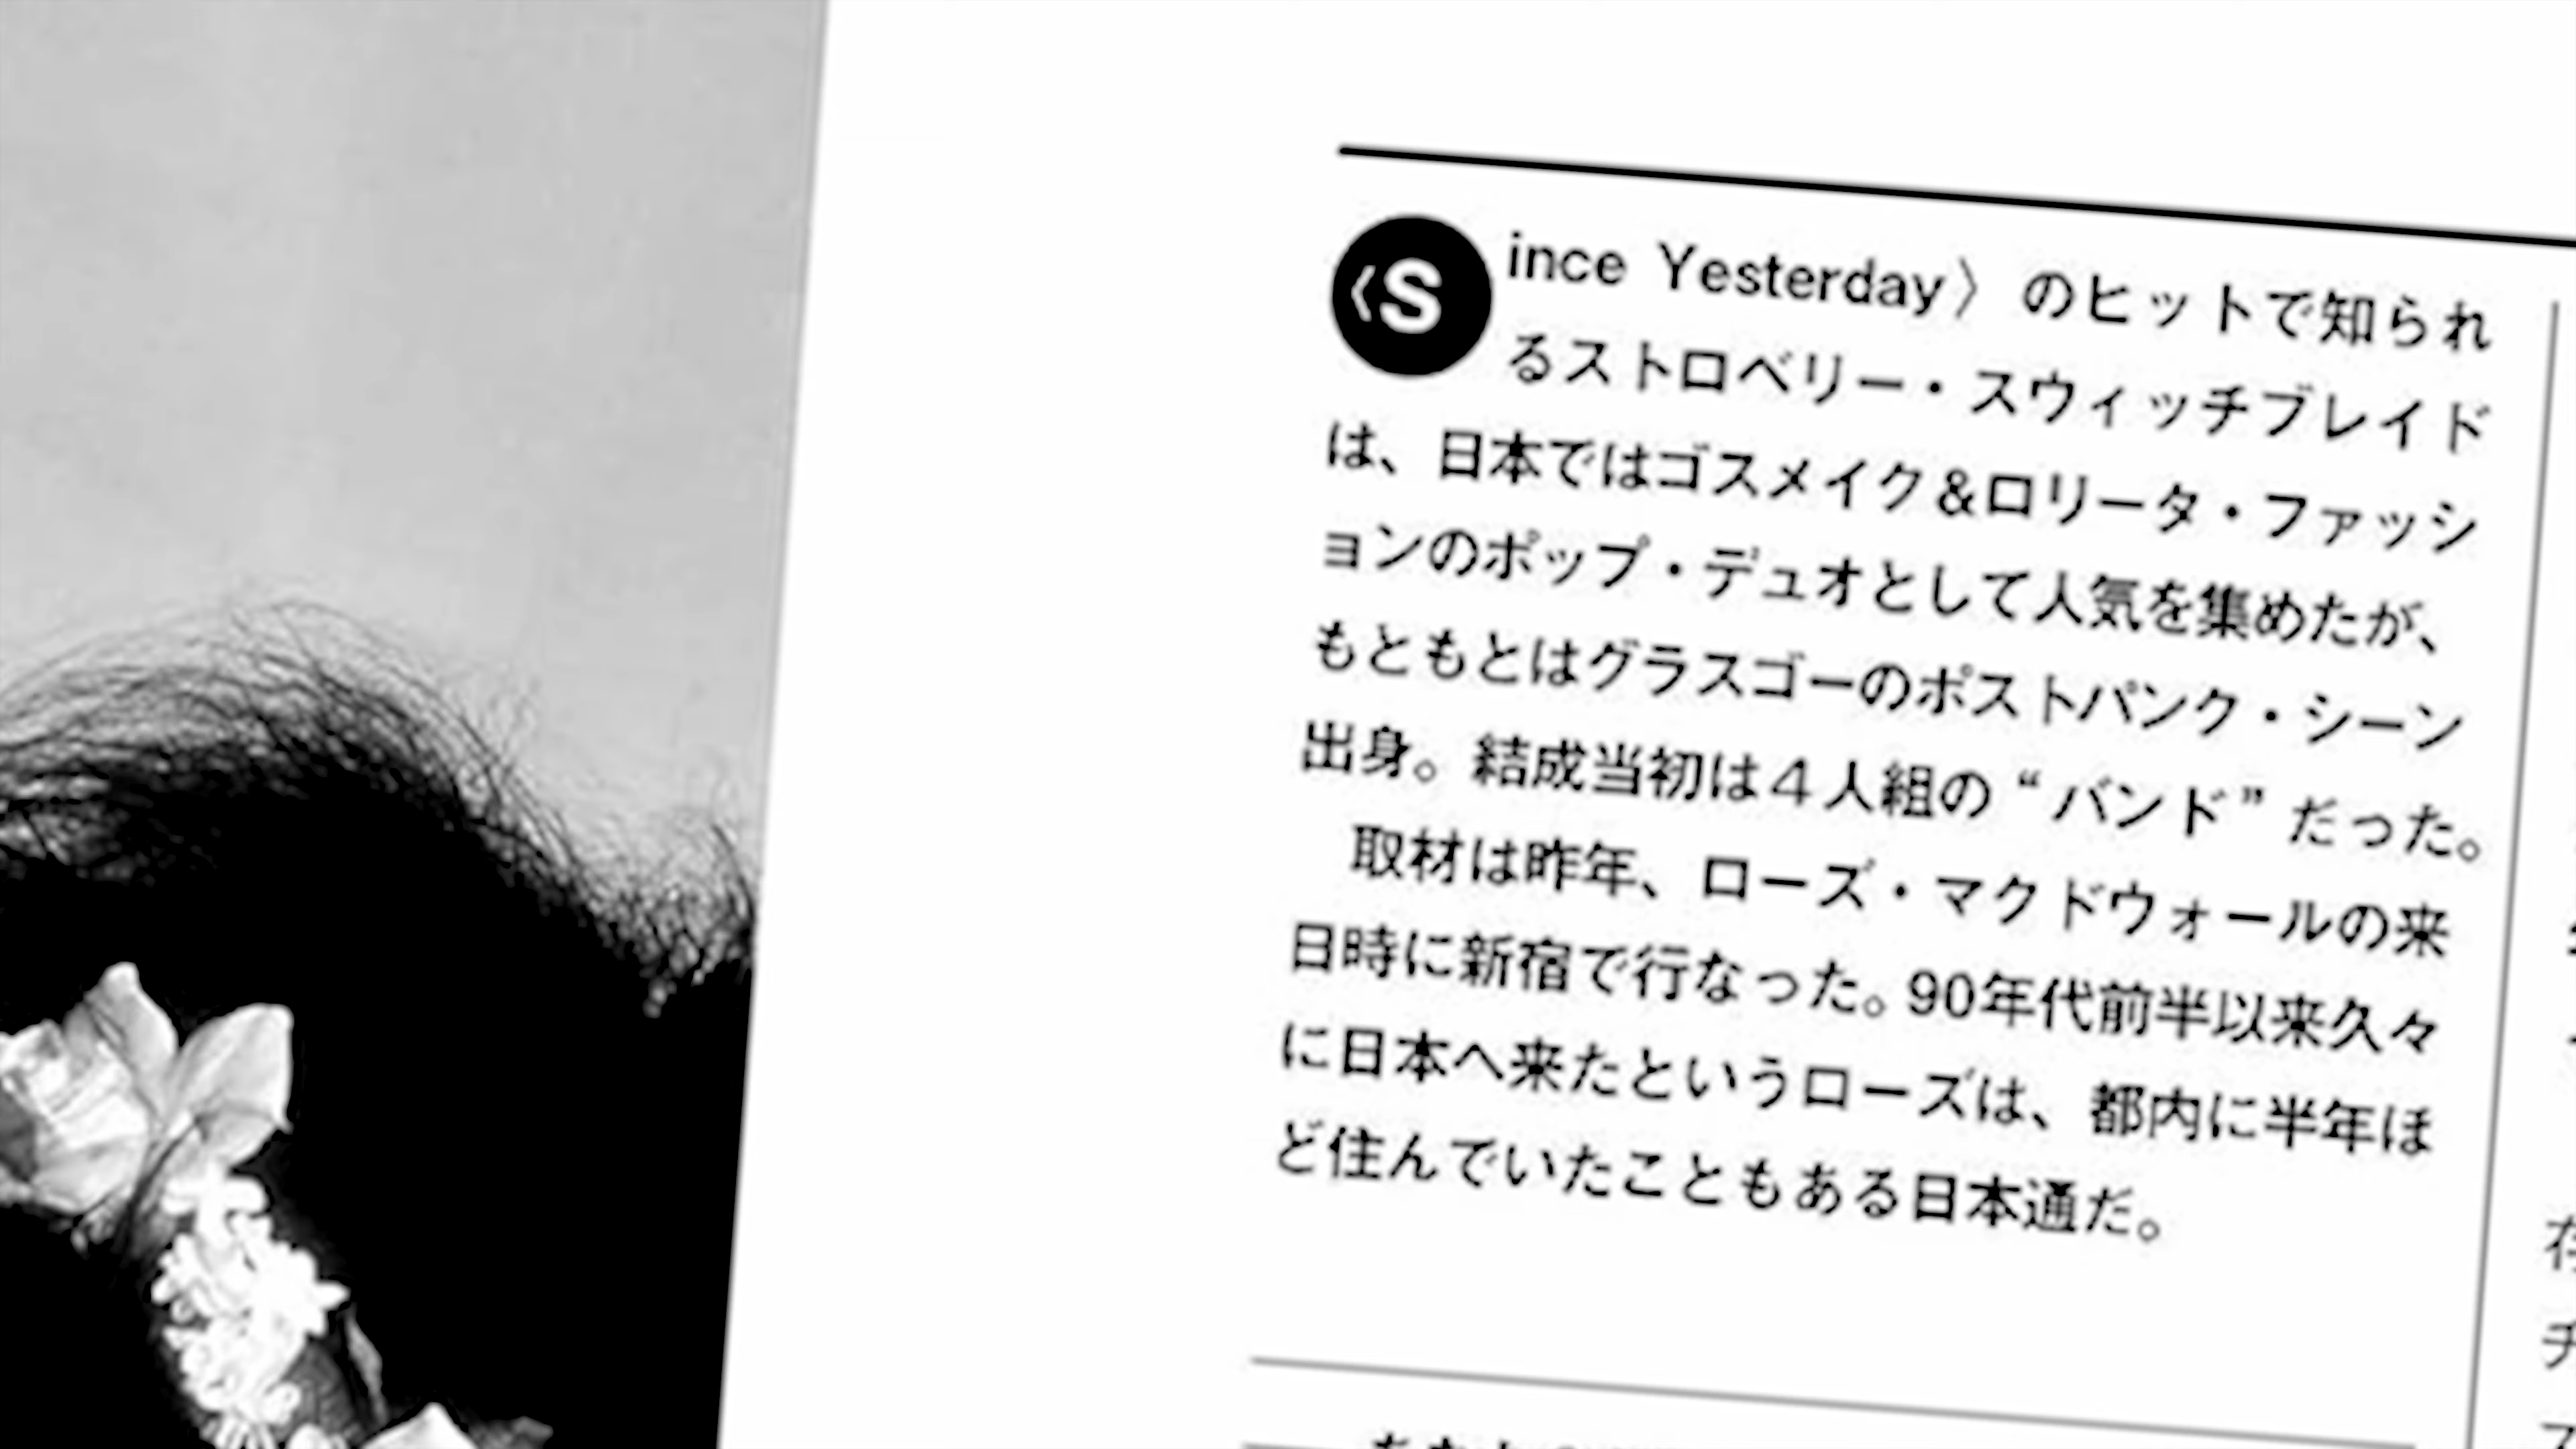 〈Since Yesterday〉のヒットで知られ
るストロベリー・スウィッチブレイド
は、日本ではゴスメイク&ロリータ・ファッシ
ョンのポップ・デュオとして人気を集めたが、
もともとはグラスゴーのポストパンク・シーン
出身。結成当初は4人組の“バンド”だった。
取材は昨年、ローズ・マクドウォールの来
日時に新宿で行なった。90年代前半以来久々
に日本へ来たというローズは、都内に半年ほ
ど住んでいたこともある日本通だ。